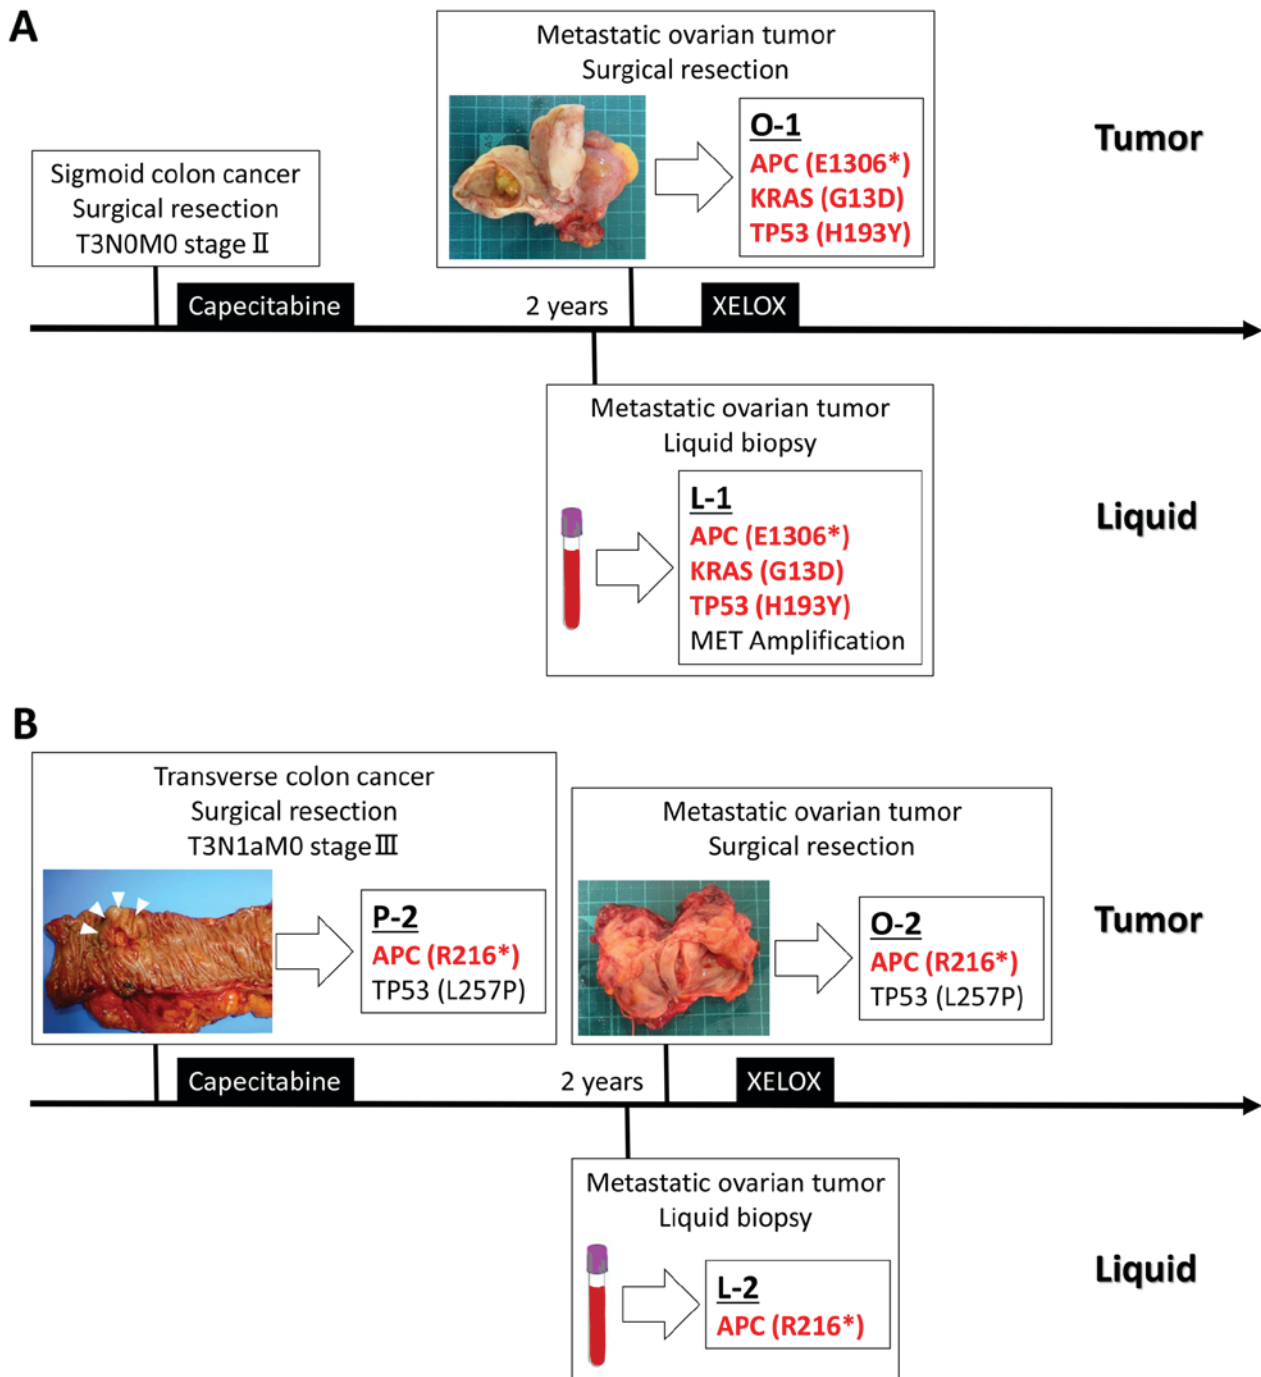 A
Metastatic ovarian tumor
Surgical resection
O-1
APC (E1306*)
KRAS (G13D)
TP53 (H193Y)
Tumor
Sigmoid colon cancer
Surgical resection
T3N0M0 stage Ⅱ
Capecitabine
2 years
XELOX
Metastatic ovarian tumor
Liquid biopsy
L-1
APC (E1306*)
KRAS (G13D)
TP53 (H193Y)
MET Amplification
Liquid
B
Transverse colon cancer
Surgical resection
T3N1aM0 stage Ⅲ
P-2
APC (R216*)
TP53 (L257P)
Metastatic ovarian tumor
Surgical resection
O-2
APC (R216*)
TP53 (L257P)
Tumor
Capecitabine
2 years
XELOX
Metastatic ovarian tumor
Liquid biopsy
L-2
APC (R216*)
Liquid